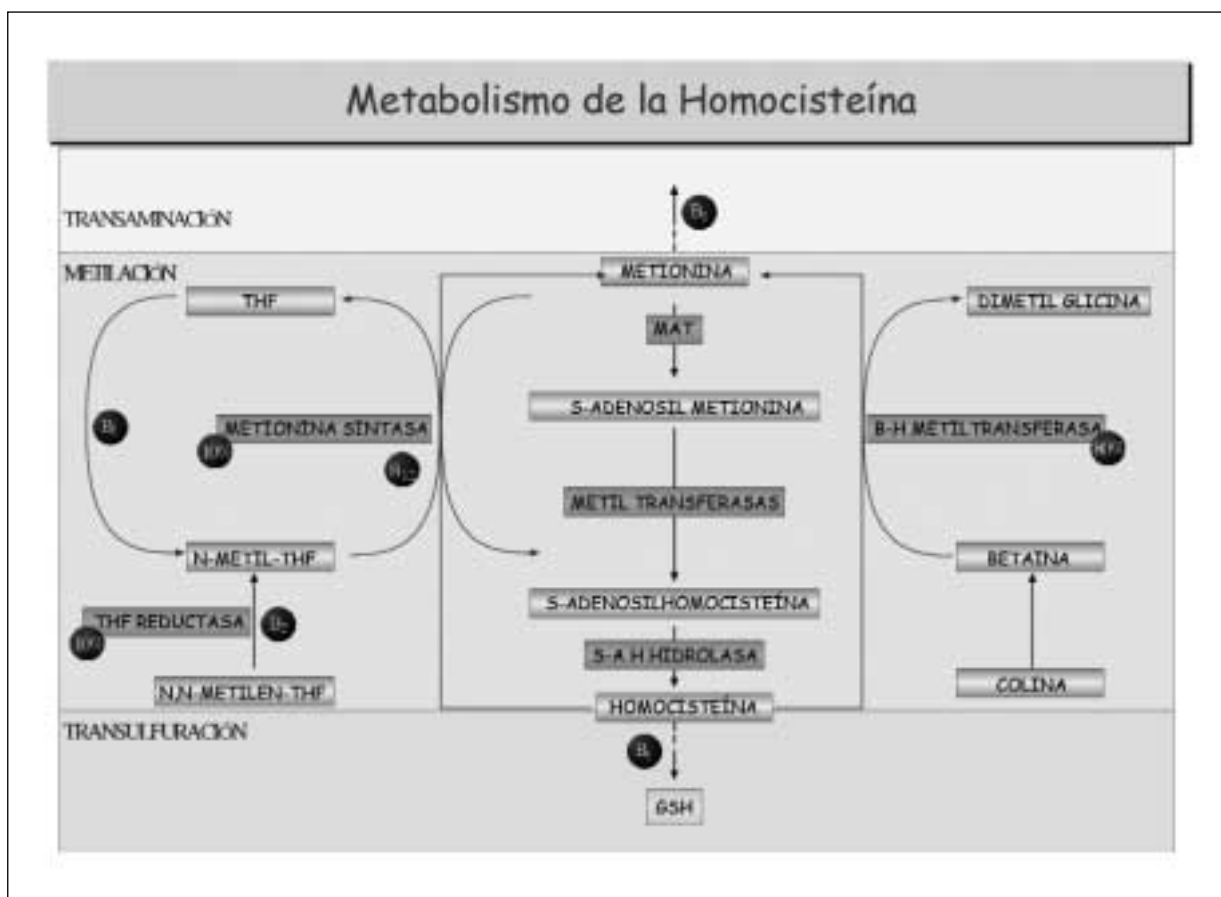 Metabolismo de la Homocisteína
TRANSAMINACIÓN
METILACIÓN
METIONINA
THF
DIMETIL GLICINA
MAT
S-ADENOSIL METIONINA
METIONINA SINTASA
B-H METILTRANSFERASA
METIL TRANSFERASAS
N-METIL-THF
BETAINA
S-ADENOSILHOMOCISTEÍNA
THF REDUCTASA
S-A H HIDROLASA
N,N-METILEN-THF
COLINA
HOMOCISTEÍNA
TRANSULFURACIÓN
GSH